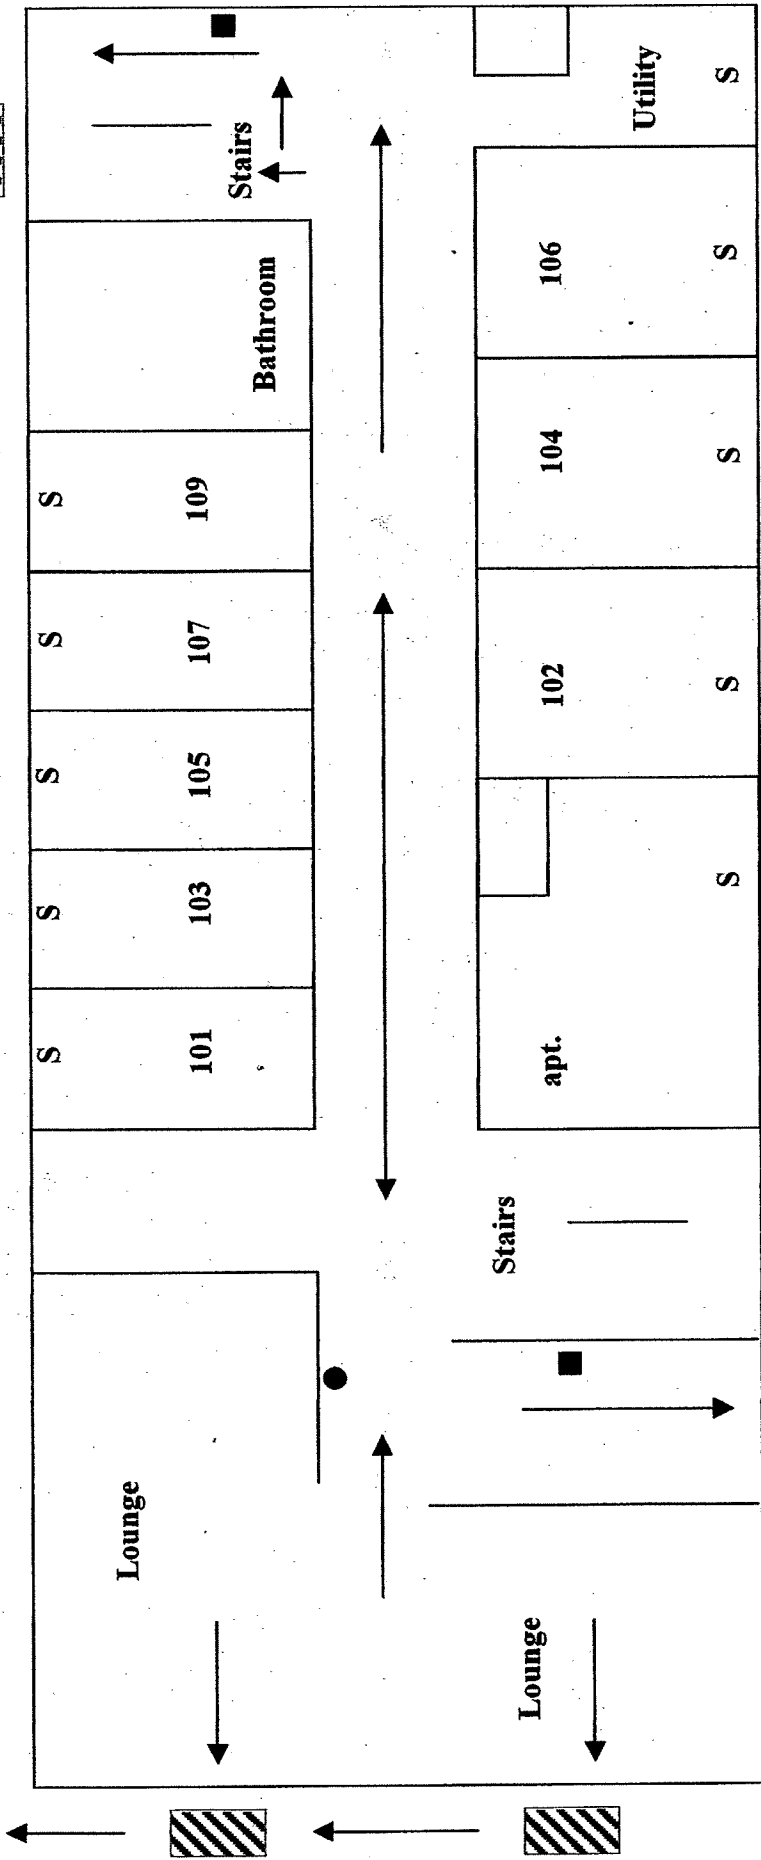 Lounge
101
S
103
S
105
S
107
S
109
S
Bathroom
Stairs
Lounge
Stairs
apt.
S
102
S
104
S
106
S
Utility
S